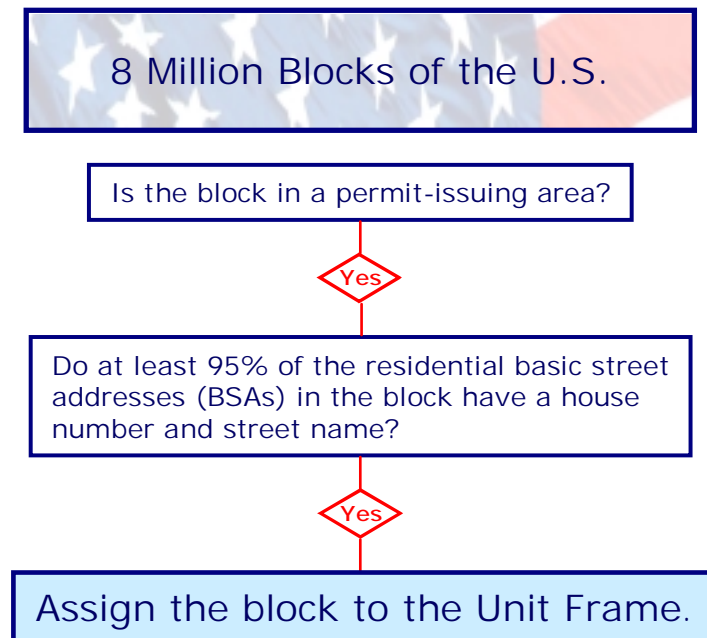 8 Million Blocks of the U.S.
Is the block in a permit-issuing area?
Yes
Do at least 95% of the residential basic street
addresses (BSAs) in the block have a house
number and street name?
Yes
Assign the block to the Unit Frame.